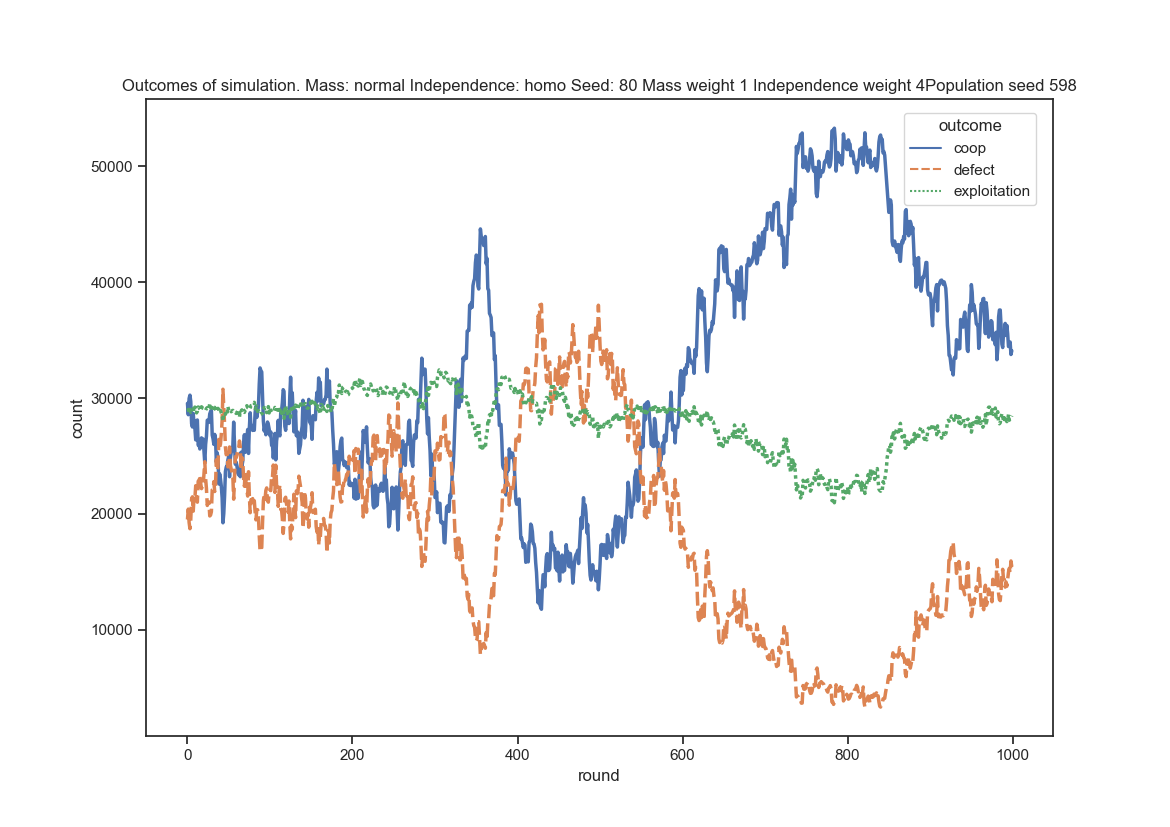 Outcomes of simulation. Mass: normal Independence: homo Seed: 80 Mass weight 1 Independence weight 4Population seed 598
outcome
coop
defect
exploitation
50000
40000
30000
20000
10000
count
0 200 400 600 800 1000
round